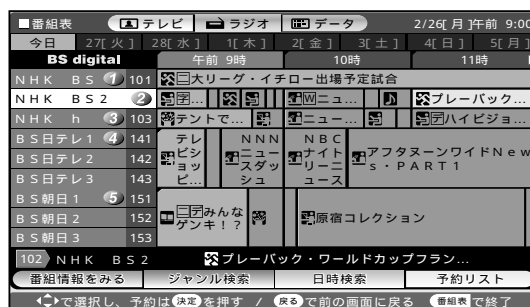 ■番組表 テレビ ラジオ データ 2/26[月]午前 9:00
今日 27[火] 28[水] 1[木] 2[金] 3[土] 4[日] 5[月]
BS digital 午前 9時 10時 11時
NHK BS 1 101 二大リーグ・イチロー出場予定試合
NHK BS2 2 字... W ニュ... プレーバック...
NHK h 3 103 テントで... ニュー... デハイビジョ...
BS日テレ1 4 141
BS日テレ2 142
BS日テレ3 143
テレビショッピ... NNNニュースダッシュ NBCナイトリーニュース アフタヌーンワイドNews・PART1
BS朝日1 5 151
BS朝日2 152
BS朝日3 153
二デみんなゲンキ!? 原宿コレクション
102 NHK BS2 プレーバック・ワールドカップフラン...
番組情報をみる ジャンル検索 日時検索 予約リスト
で選択し、予約は 決定 を押す / 戻る で前の画面に戻る 番組表 で終了